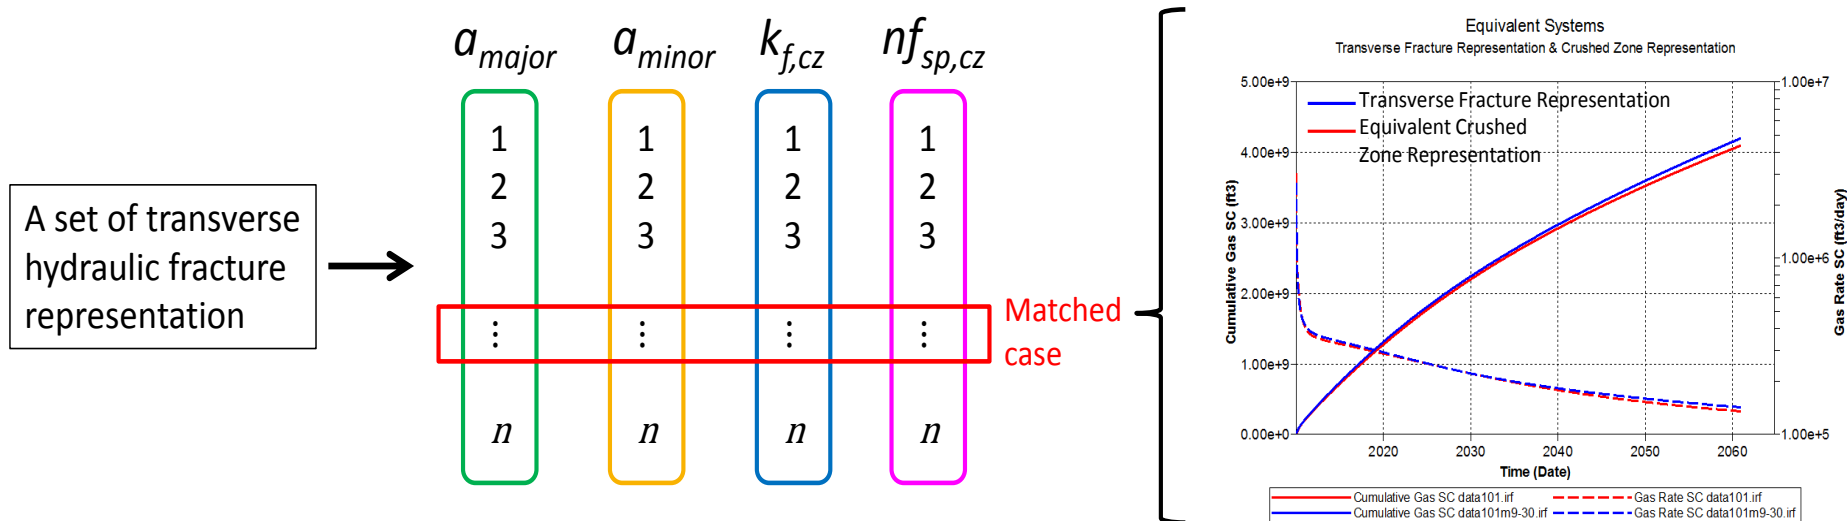 A set of transverse
hydraulic fracture
representation
a_major a_minor k_f,cz nf_sp,cz
1 1 1 1
2 2 2 2
3 3 3 3
⋮ ⋮ ⋮ ⋮
n n n n
Matched
case
Equivalent Systems
Transverse Fracture Representation & Crushed Zone Representation
Transverse Fracture Representation
Equivalent Crushed
Zone Representation
Cumulative Gas SC (ft3)
5.00e+9
4.00e+9
3.00e+9
2.00e+9
1.00e+9
0.00e+0
1.00e+7
1.00e+6
1.00e+5
Gas Rate SC (ft3/day)
2020 2030 2040 2050 2060
Time (Date)
Cumulative Gas SC data101.irf Gas Rate SC data101.irf
Cumulative Gas SC data101m9-30.irf Gas Rate SC data101m9-30.irf